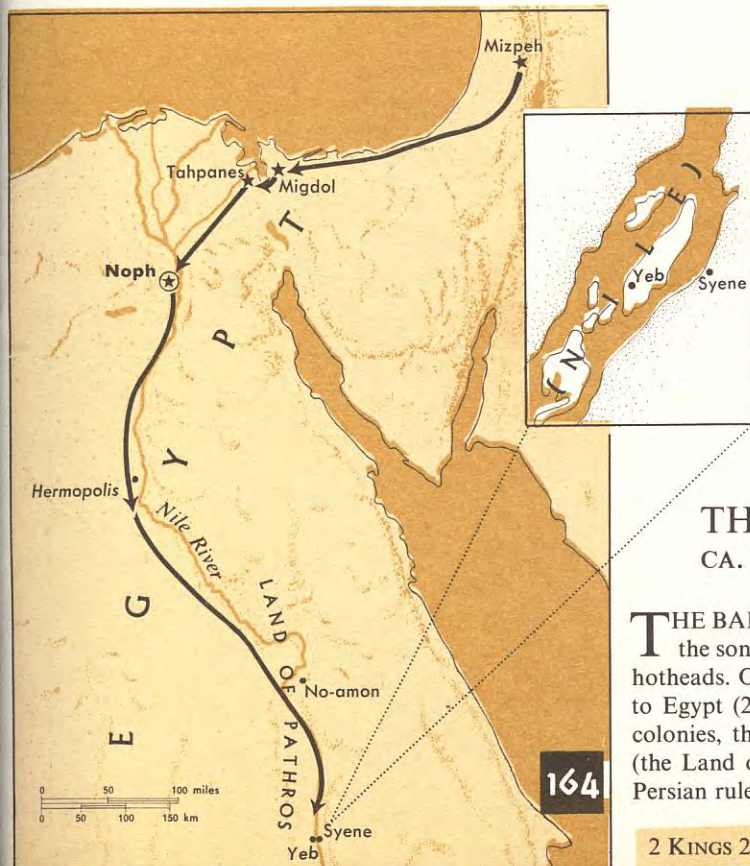 Mizpeh
Tahpanes
Migdol
Noph
EGYPT
Hermopolis
Nile River
LAND OF PATHROS
No-amon
Syene
Yeb
0 50 100 miles
0 50 100 150 km
164
(NILE)
Yeb
Syene
TH
CA.
THE BA
the son
hotheads. C
to Egypt (2
colonies, th
(the Land o
Persian rule
2 KINGS 2